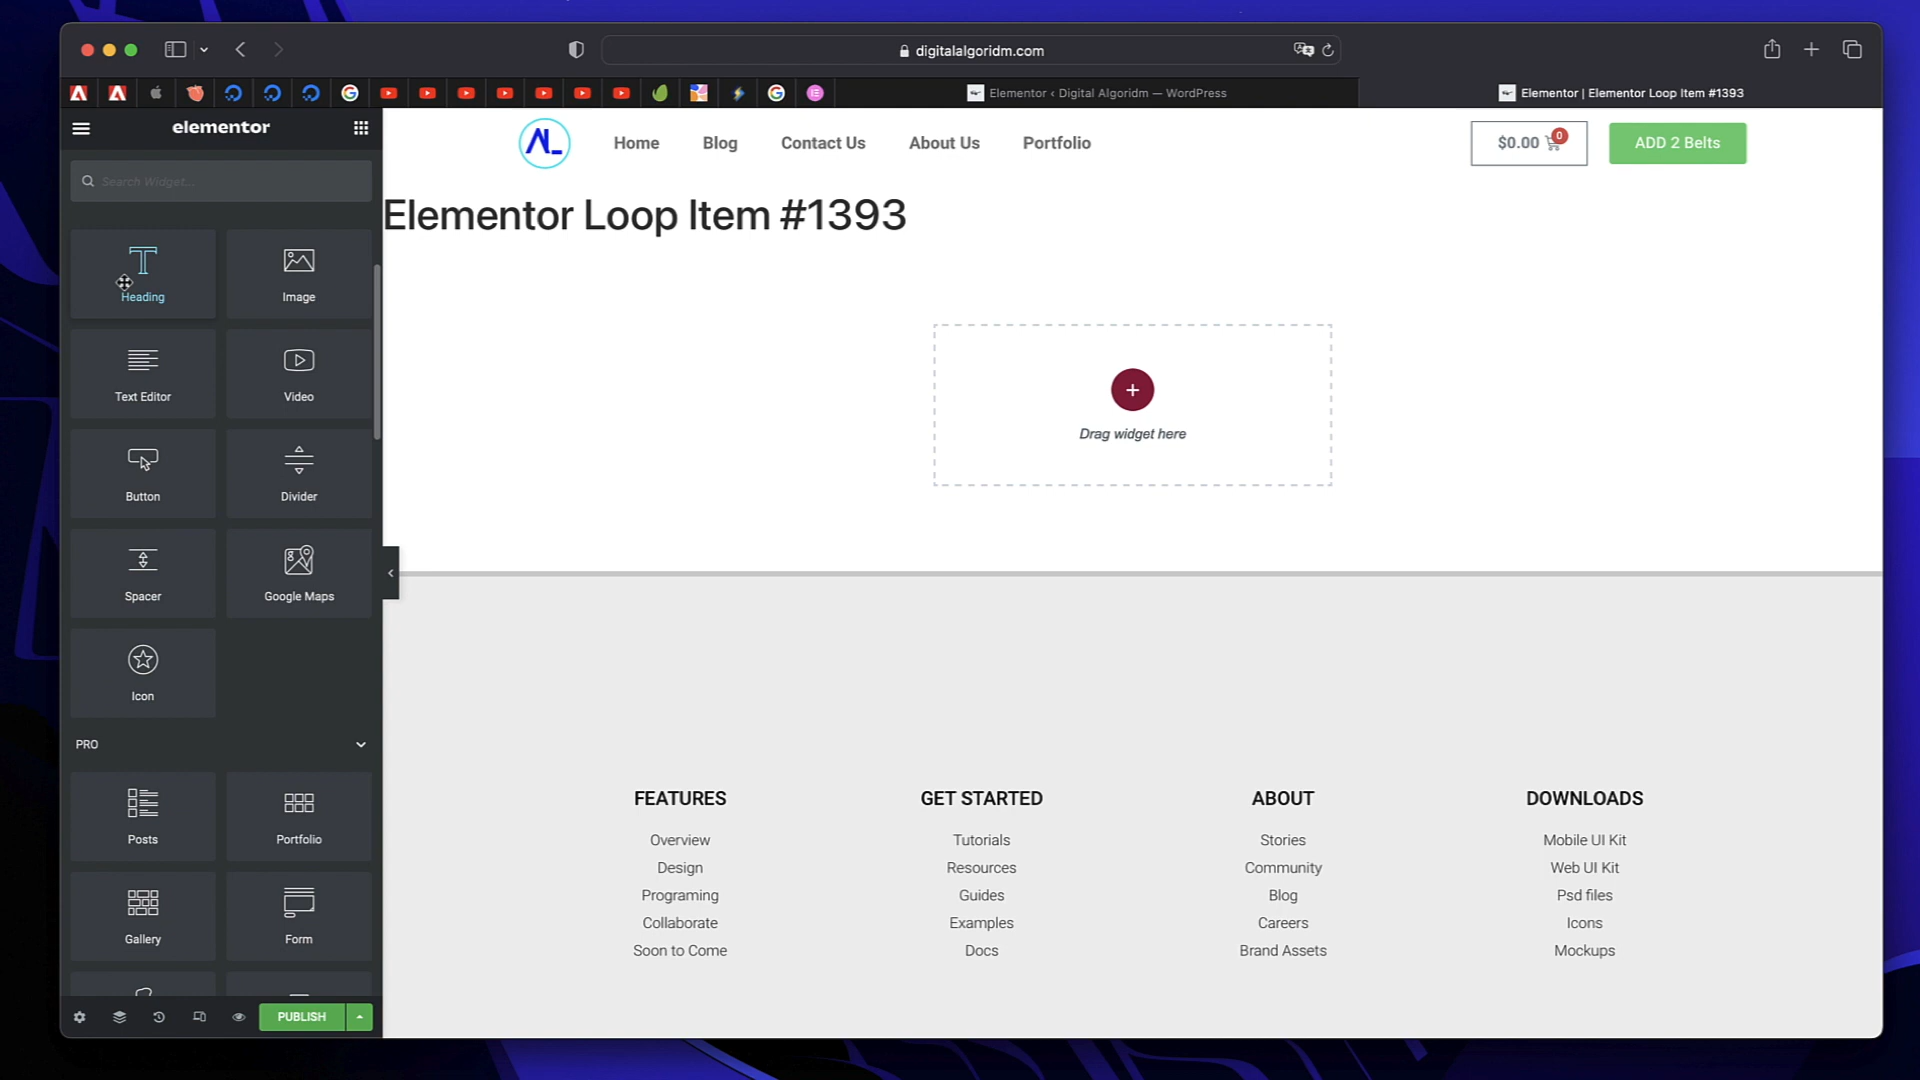 digitalalgoridm.com
Elementor ‹ Digital Algoridm — WordPress
Elementor | Elementor Loop Item #1393
elementor
Search Widget...
Heading
Image
Text Editor
Video
Button
Divider
Spacer
Google Maps
Icon
PRO
Posts
Portfolio
Gallery
Form
PUBLISH
AL
Home
Blog
Contact Us
About Us
Portfolio
$0.00
0
ADD 2 Belts
Elementor Loop Item #1393
Drag widget here
FEATURES
Overview
Design
Programing
Collaborate
Soon to Come
GET STARTED
Tutorials
Resources
Guides
Examples
Docs
ABOUT
Stories
Community
Blog
Careers
Brand Assets
DOWNLOADS
Mobile UI Kit
Web UI Kit
Psd files
Icons
Mockups